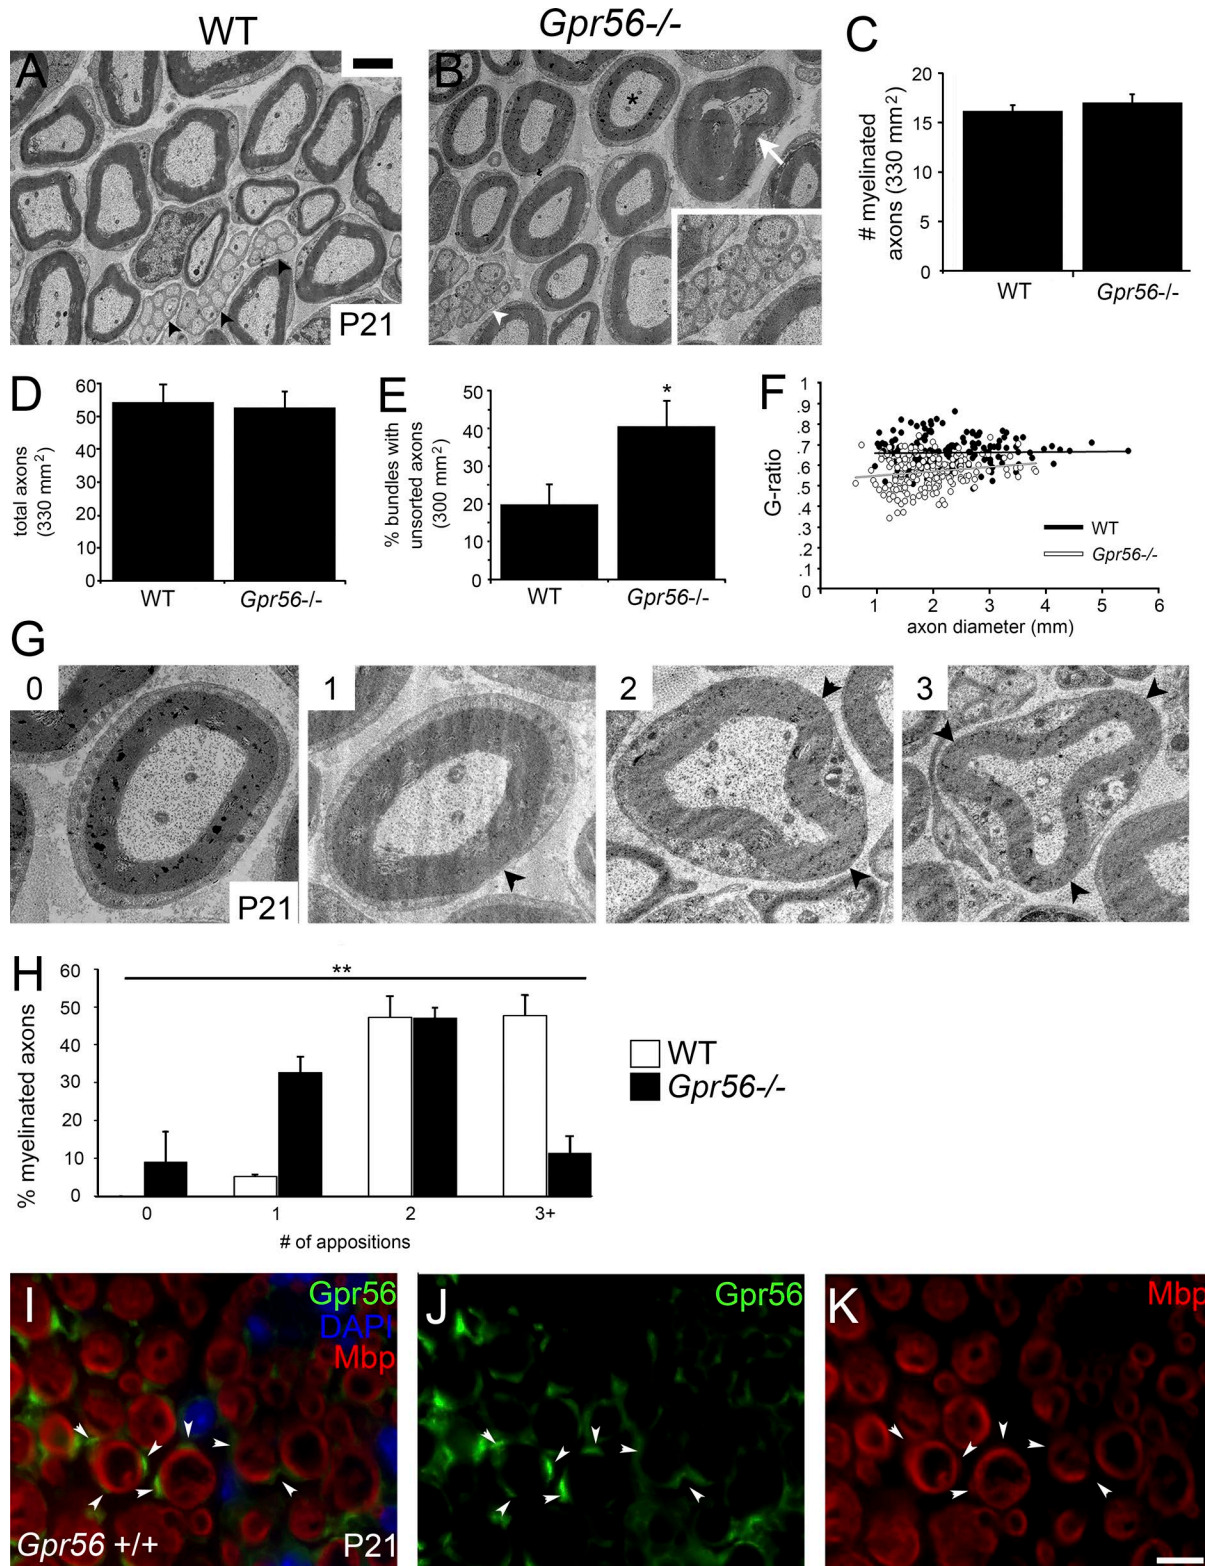 WT
Gpr56-/-
A
P21
B
*
C
# myelinated
axons (330 mm²)
20
15
10
5
0
WT
Gpr56-/-
D
total axons
(330 mm²)
60
50
40
30
20
10
0
WT
Gpr56-/-
E
% bundles with
unsorted axons
(300 mm²)
50
40
30
20
10
0
*
WT
Gpr56-/-
F
G-ratio
1
.9
.8
.7
.6
.5
.4
.3
.2
.1
0
1 2 3 4 5 6
axon diameter (mm)
WT
Gpr56-/-
G
0
P21
1
2
3
H
% myelinated axons
60
50
40
30
20
10
0
**
0 1 2 3+
# of appositions
WT
Gpr56-/-
I
Gpr56
DAPI
Mbp
Gpr56 +/+
P21
J
Gpr56
K
Mbp